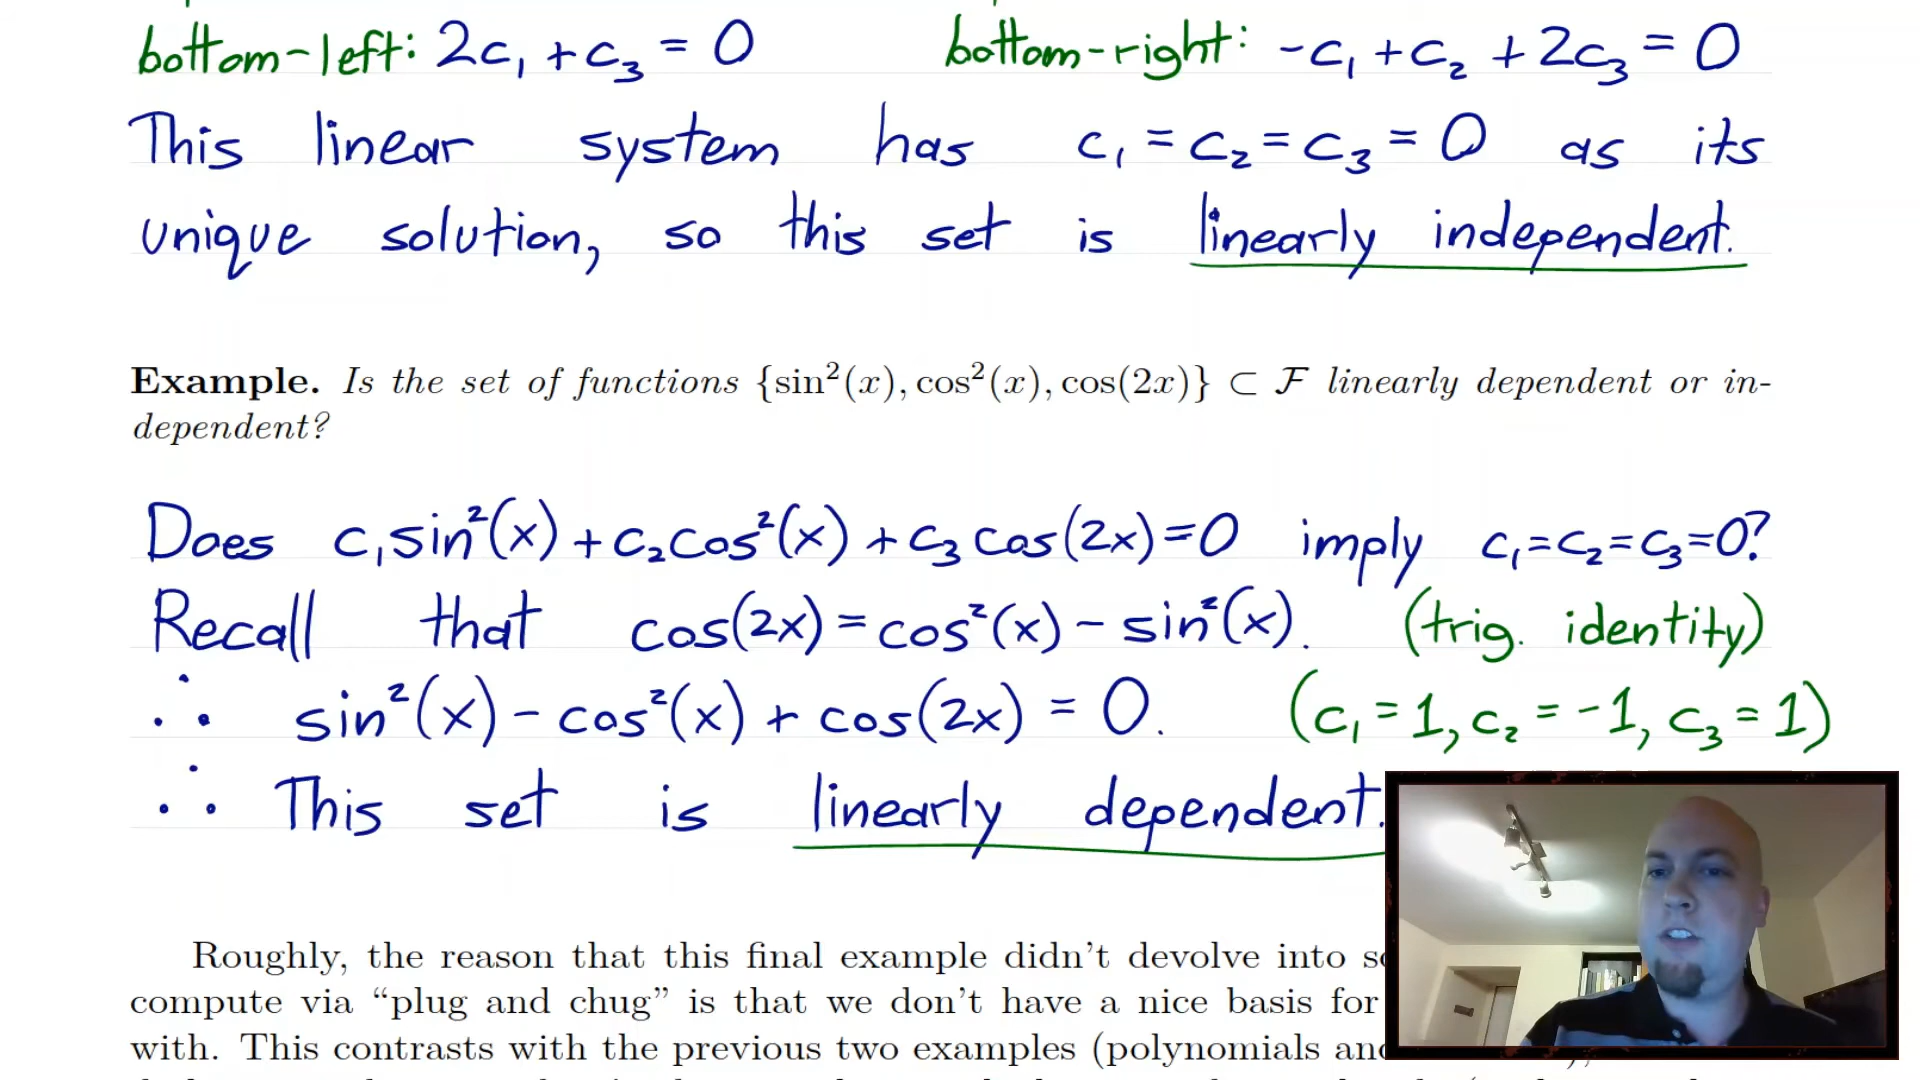 bottom-left: 2c₁ + c₃ = 0 bottom-right: -c₁ + c₂ + 2c₃ = 0
This linear system has c₁ = c₂ = c₃ = 0 as its
unique solution, so this set is linearly independent.
Example. Is the set of functions {sin²(x), cos²(x), cos(2x)} ⊂ ℱ linearly dependent or in-
dependent?
Does c₁sin²(x) + c₂cos²(x) + c₃cos(2x) = 0 imply c₁=c₂=c₃=0?
Recall that cos(2x) = cos²(x) - sin²(x). (trig. identity)
∴ sin²(x) - cos²(x) + cos(2x) = 0. (c₁ = 1, c₂ = -1, c₃ = 1)
∴ This set is linearly dependent.
Roughly, the reason that this final example didn't devolve into
compute via “plug and chug” is that we don't have a nice basis for
with. This contrasts with the previous two examples (polynomials